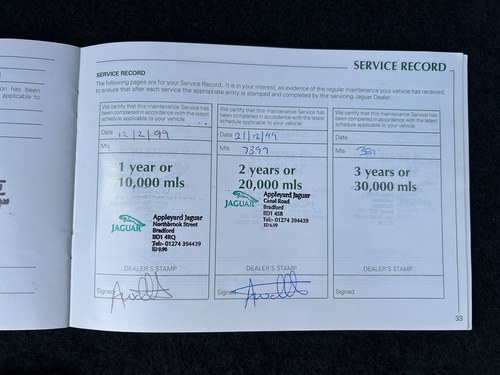 SERVICE RECORD
SERVICE RECORD
The following pages are for your Service Record. It is in your interest, as evidence of the regular maintenance your vehicle has received,
to ensure that after each service the appropriate entry is stamped and completed by the servicing Jaguar Dealer.
on has been
applicable to
We certify that this maintenance Service has
been completed in accordance with the latest
schedule applicable to your vehicle
Date 12/2/99
Mls
1 year or
10,000 mls
JAGUAR
Appleyard Jaguar
Northbrook Street
Bradford
BD1 4RQ
Tel:- 01274 394439
DEALER'S STAMP
Signed
We certify that this maintenance Service has
been completed in accordance with the latest
schedule applicable to your vehicle
Date 21/12/99
Mls 7399
2 years or
20,000 mls
JAGUAR
Appleyard Jaguar
Canal Road
Bradford
BD1 4SR
Tel:- 01274 394439
DEALER'S STAMP
Signed
We certify that this maintenance Service has
been completed in accordance with the latest
schedule applicable to your vehicle
Date
Mls
3 years or
30,000 mls
DEALER'S STAMP
Signed
33